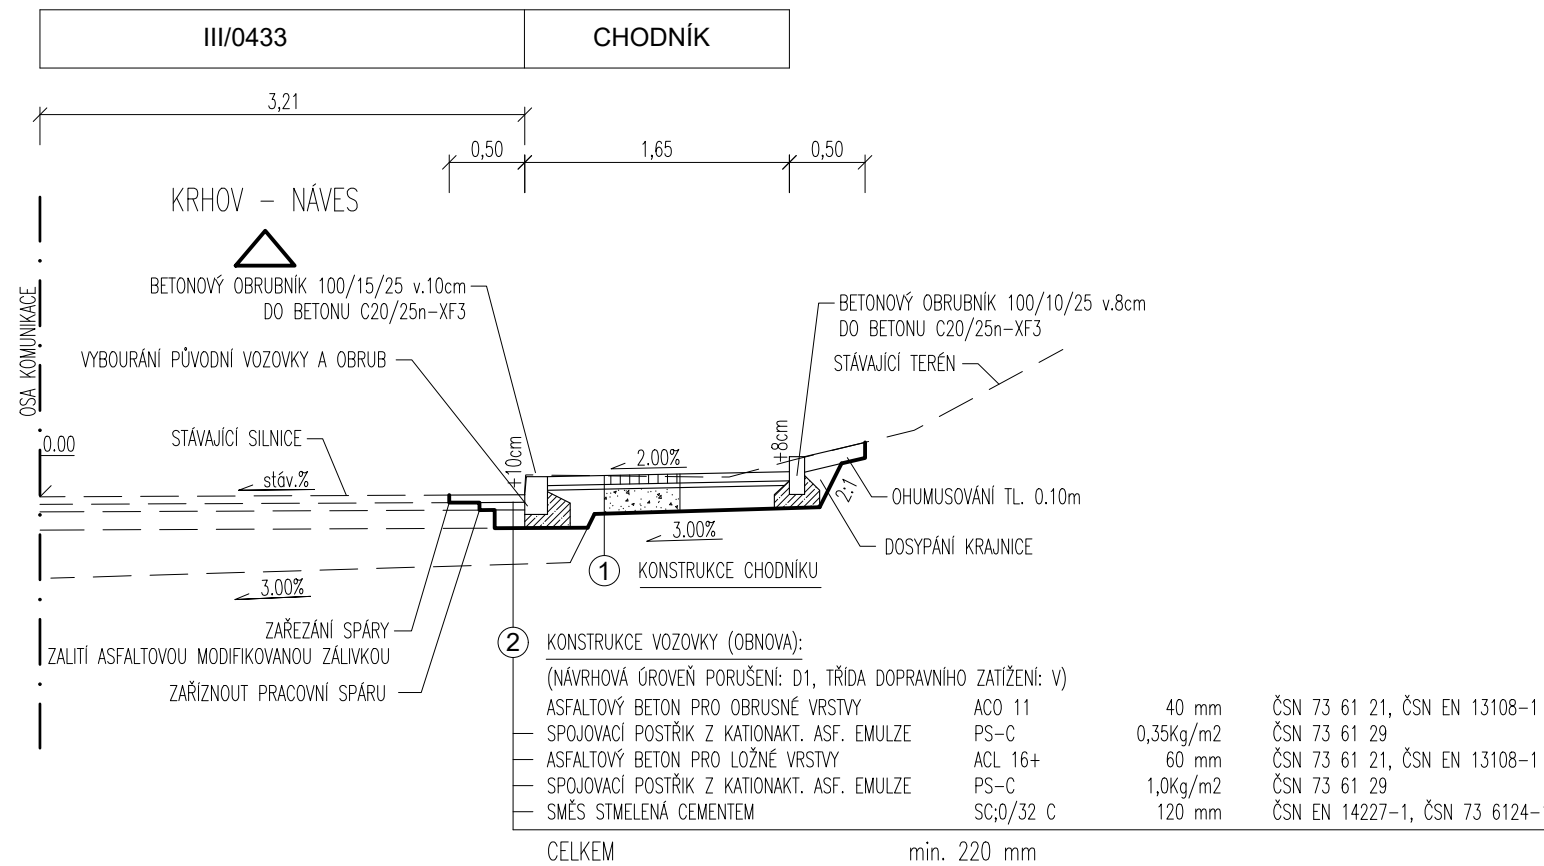 III/0433 CHODNÍK
3,21
0,50 1,65 0,50
KRHOV – NÁVES
OSA KOMUNIKACE
BETONOVÝ OBRUBNÍK 100/15/25 v.10cm
DO BETONU C20/25n-XF3
BETONOVÝ OBRUBNÍK 100/10/25 v.8cm
DO BETONU C20/25n-XF3
VYBOURÁNÍ PŮVODNÍ VOZOVKY A OBRUB
STÁVAJÍCÍ TERÉN
0.00
STÁVAJÍCÍ SILNICE
+10cm
+8cm
2.00%
stáv.%
2:1
OHUMUSOVÁNÍ TL. 0.10m
3.00%
DOSYPÁNÍ KRAJNICE
1 KONSTRUKCE CHODNÍKU
3.00%
ZAŘEZÁNÍ SPÁRY
ZALITÍ ASFALTOVOU MODIFIKOVANOU ZÁLIVKOU
ZAŘÍZNOUT PRACOVNÍ SPÁRU
2 KONSTRUKCE VOZOVKY (OBNOVA):
(NÁVRHOVÁ ÚROVEŇ PORUŠENÍ: D1, TŘÍDA DOPRAVNÍHO ZATÍŽENÍ: V)
ASFALTOVÝ BETON PRO OBRUSNÉ VRSTVY ACO 11 40 mm ČSN 73 61 21, ČSN EN 13108-1
SPOJOVACÍ POSTŘIK Z KATIONAKT. ASF. EMULZE PS-C 0,35Kg/m2 ČSN 73 61 29
ASFALTOVÝ BETON PRO LOŽNÉ VRSTVY ACL 16+ 60 mm ČSN 73 61 21, ČSN EN 13108-1
SPOJOVACÍ POSTŘIK Z KATIONAKT. ASF. EMULZE PS-C 1,0Kg/m2 ČSN 73 61 29
SMĚS STMELENÁ CEMENTEM SC;0/32 C 120 mm ČSN EN 14227-1, ČSN 73 6124-1
CELKEM min. 220 mm